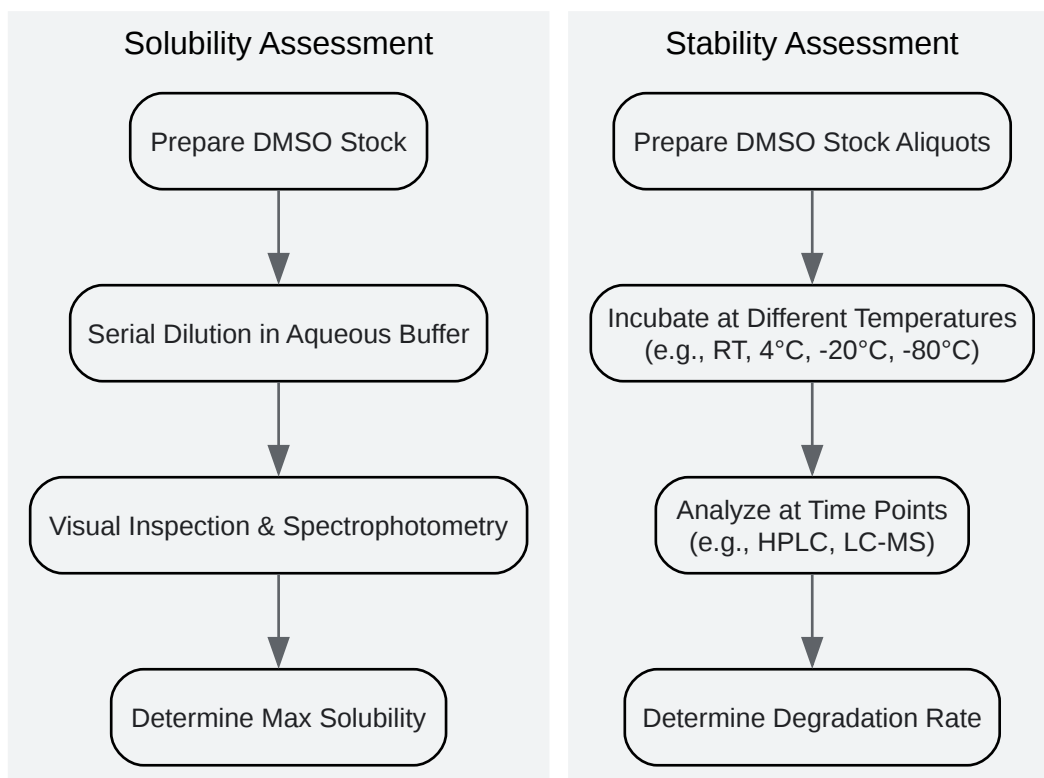 Solubility Assessment
Prepare DMSO Stock
Serial Dilution in Aqueous Buffer
Visual Inspection & Spectrophotometry
Determine Max Solubility
Stability Assessment
Prepare DMSO Stock Aliquots
Incubate at Different Temperatures
(e.g., RT, 4°C, -20°C, -80°C)
Analyze at Time Points
(e.g., HPLC, LC-MS)
Determine Degradation Rate